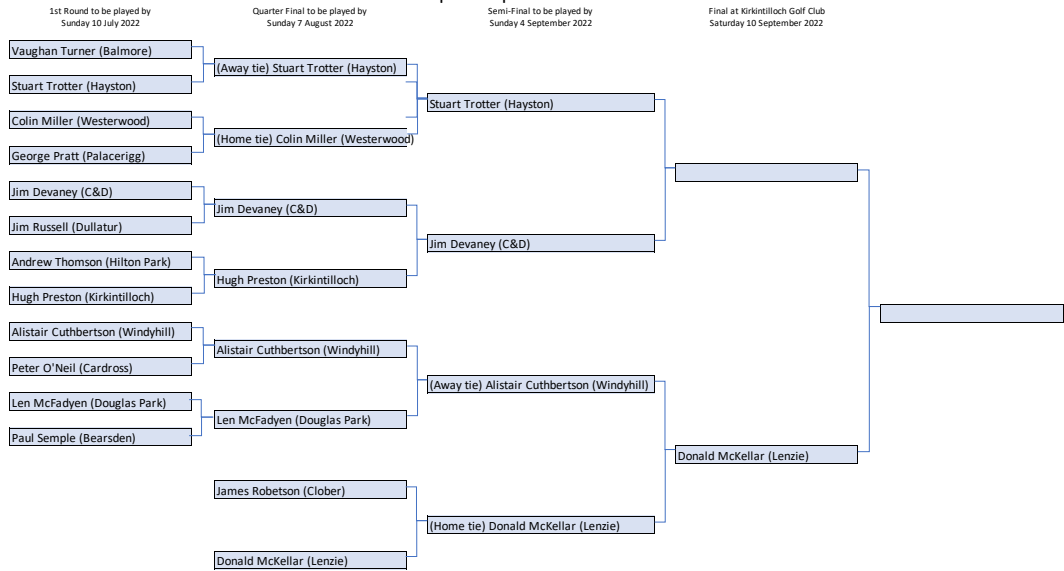 1st Round to be played by
Sunday 10 July 2022
Quarter Final to be played by
Sunday 7 August 2022
Semi-Final to be played by
Sunday 4 September 2022
Final at Kirkintilloch Golf Club
Saturday 10 September 2022
Vaughan Turner (Balmore)
Stuart Trotter (Hayston)
Colin Miller (Westerwood)
George Pratt (Palacerigg)
Jim Devaney (C&D)
Jim Russell (Dullatur)
Andrew Thomson (Hilton Park)
Hugh Preston (Kirkintilloch)
Alistair Cuthbertson (Windyhill)
Peter O'Neil (Cardross)
Len McFadyen (Douglas Park)
Paul Semple (Bearsden)
(Away tie) Stuart Trotter (Hayston)
(Home tie) Colin Miller (Westerwood)
Jim Devaney (C&D)
Hugh Preston (Kirkintilloch)
Alistair Cuthbertson (Windyhill)
Len McFadyen (Douglas Park)
James Robetson (Clober)
Donald McKellar (Lenzie)
Stuart Trotter (Hayston)
Jim Devaney (C&D)
(Away tie) Alistair Cuthbertson (Windyhill)
(Home tie) Donald McKellar (Lenzie)
Donald McKellar (Lenzie)